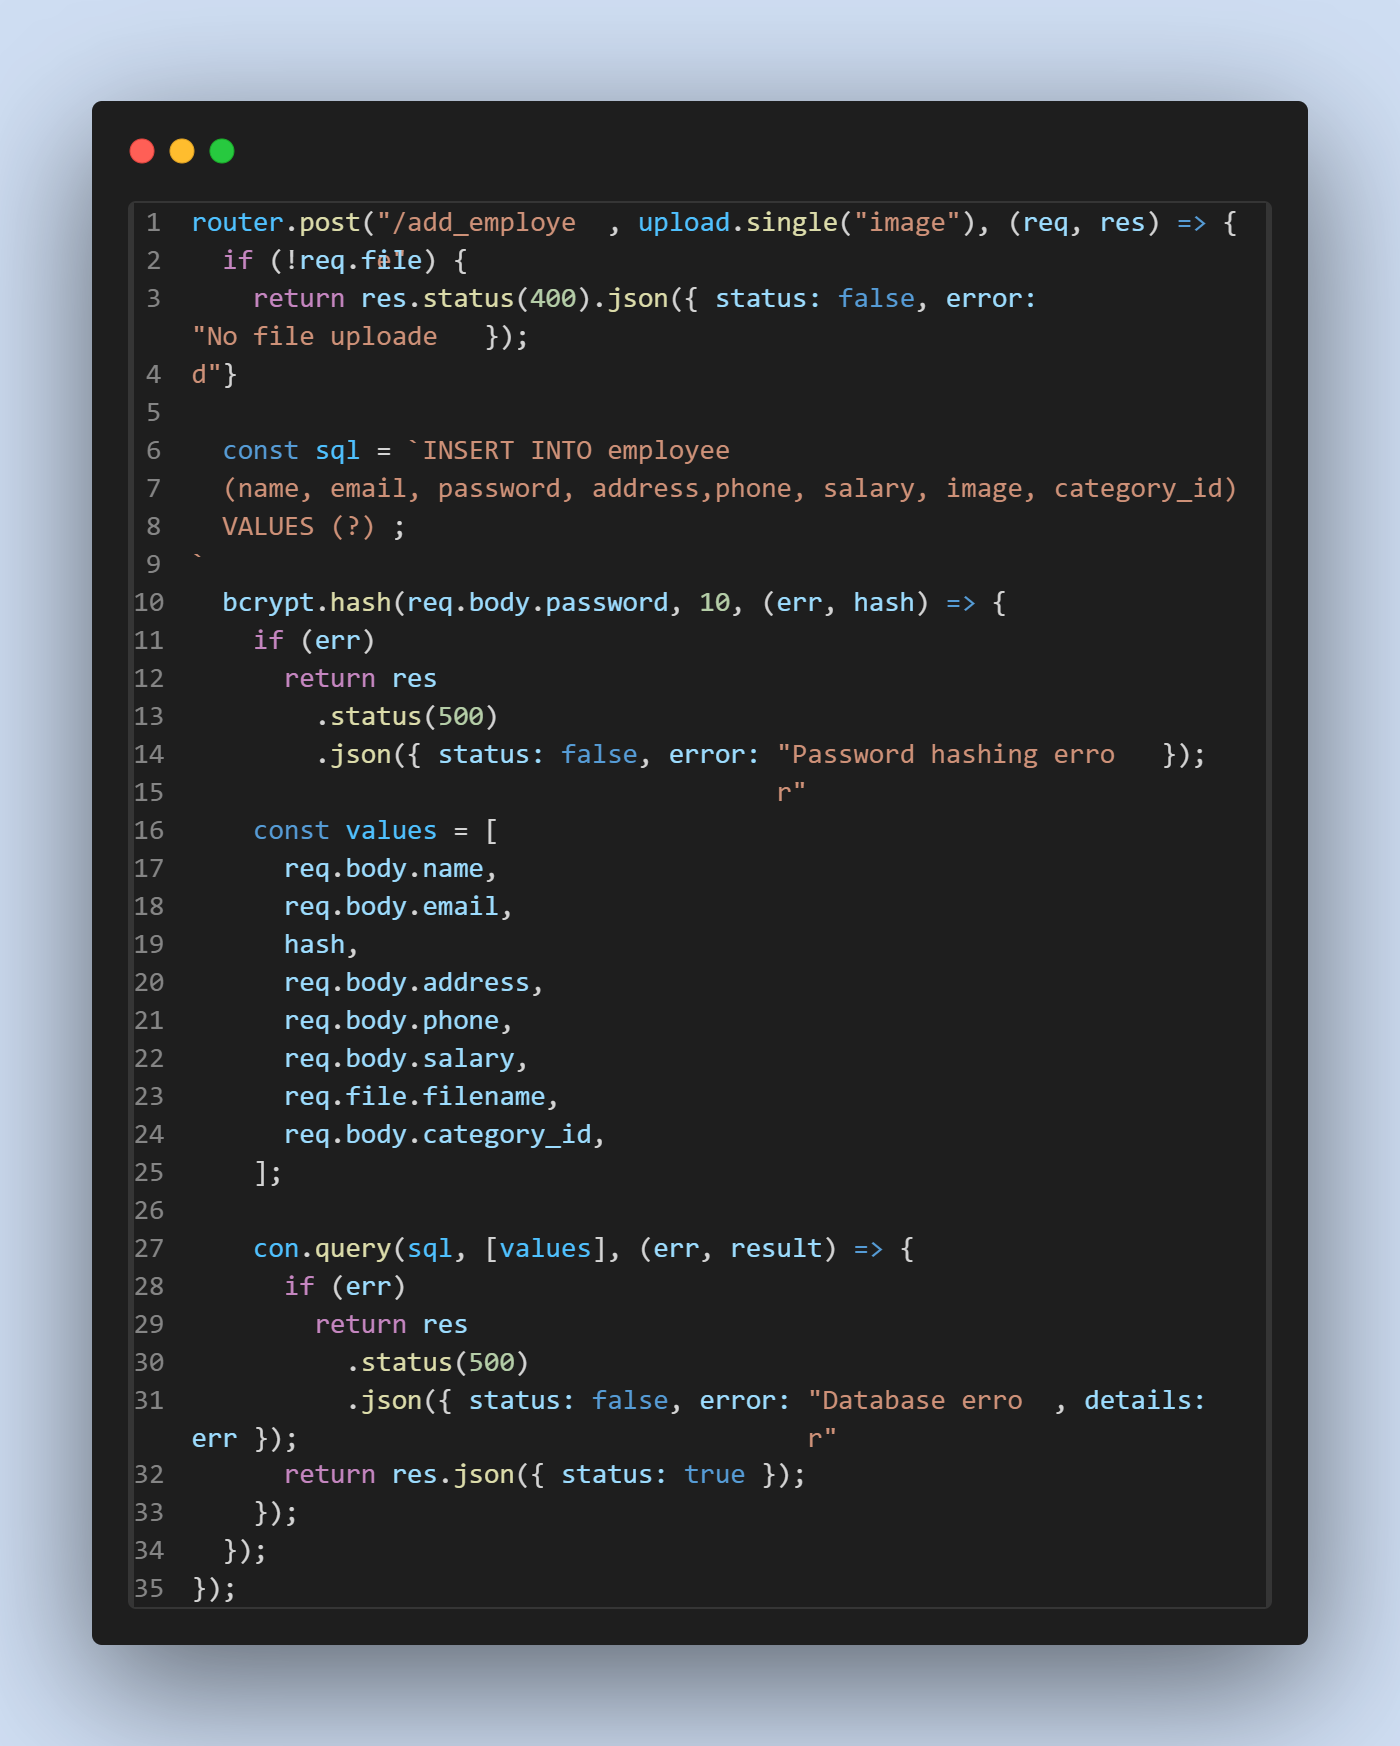 1 router.post("/add_employe , upload.single("image"), (req, res) => {
e"
2 if (!req.file) {
3 return res.status(400).json({ status: false, error:
"No file uploade });
4 d"}
5
6 const sql = `INSERT INTO employee
7 (name, email, password, address,phone, salary, image, category_id)
8 VALUES (?) ;
9 `
10 bcrypt.hash(req.body.password, 10, (err, hash) => {
11 if (err)
12 return res
13 .status(500)
14 .json({ status: false, error: "Password hashing erro });
15 r"
16 const values = [
17 req.body.name,
18 req.body.email,
19 hash,
20 req.body.address,
21 req.body.phone,
22 req.body.salary,
23 req.file.filename,
24 req.body.category_id,
25 ];
26
27 con.query(sql, [values], (err, result) => {
28 if (err)
29 return res
30 .status(500)
31 .json({ status: false, error: "Database erro , details:
err }); r"
32 return res.json({ status: true });
33 });
34 });
35 });